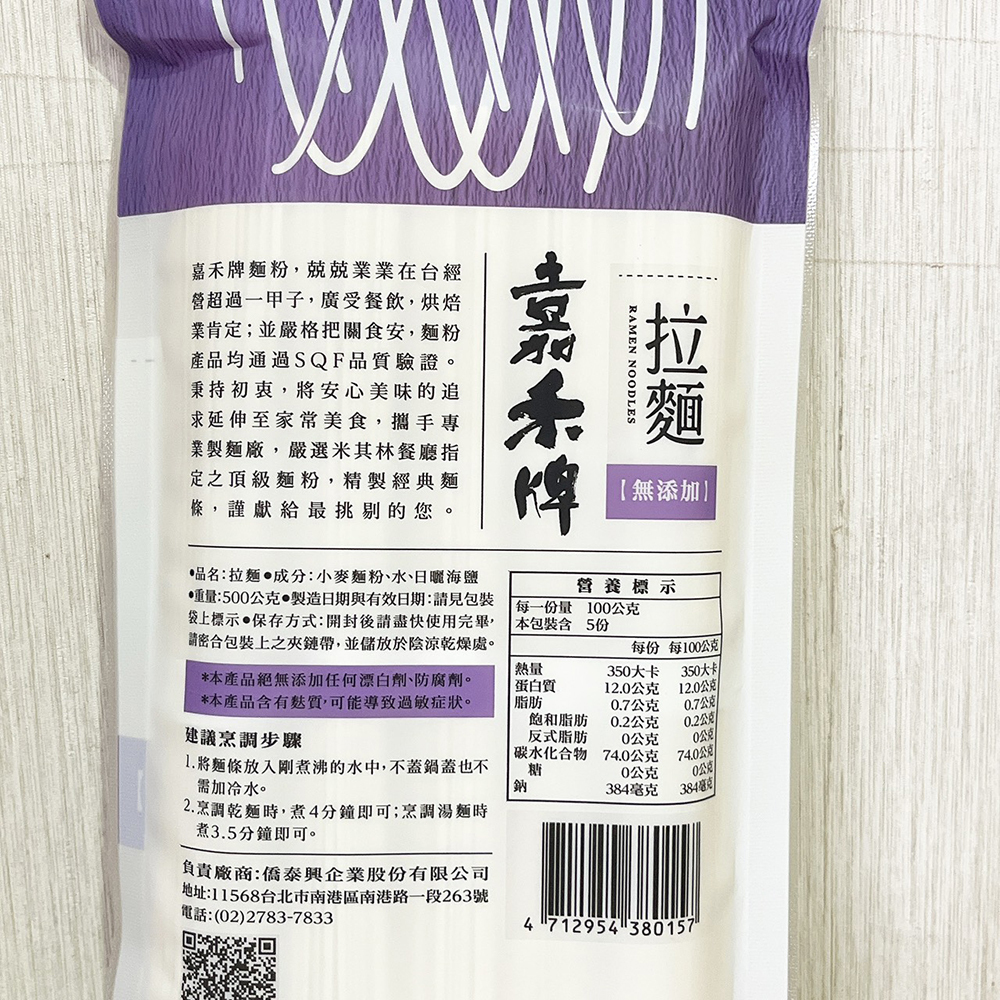 嘉禾牌麵粉，兢兢業業在台經
營超過一甲子，廣受餐飲，烘焙
業肯定；並嚴格把關食安，麵粉
產品均通過SQF品質驗證。
秉持初衷，將安心美味的追
求延伸至家常美食，攜手專
業製麵廠，嚴選米其林餐廳指
定之頂級麵粉，精製經典麵
條，謹獻給最挑剔的您。
嘉禾牌
拉麵
RAMEN NOODLES
【無添加】
●品名：拉麵●成分：小麥麵粉、水、日曬海鹽
●重量：500公克●製造日期與有效日期：請見包裝
袋上標示●保存方式：開封後請盡快使用完畢，
請密合包裝上之夾鏈帶，並儲放於陰涼乾燥處。
*本產品絕無添加任何漂白劑、防腐劑。
*本產品含有麩質，可能導致過敏症狀。
建議烹調步驟
1.將麵條放入剛煮沸的水中，不蓋鍋蓋也不
需加冷水。
2.烹調乾麵時，煮4分鐘即可；烹調湯麵時
煮3.5分鐘即可。
負責廠商：僑泰興企業股份有限公司
地址：11568台北市南港區南港路一段263號
電話：(02)2783-7833
營養標示
每一份量 100公克
本包裝含 5份
每份 每100公克
熱量 350大卡 350大卡
蛋白質 12.0公克 12.0公克
脂肪 0.7公克 0.7公克
飽和脂肪 0.2公克 0.2公克
反式脂肪 0公克 0公克
碳水化合物 74.0公克 74.0公克
糖 0公克 0公克
鈉 384毫克 384毫克
4 712954 380157